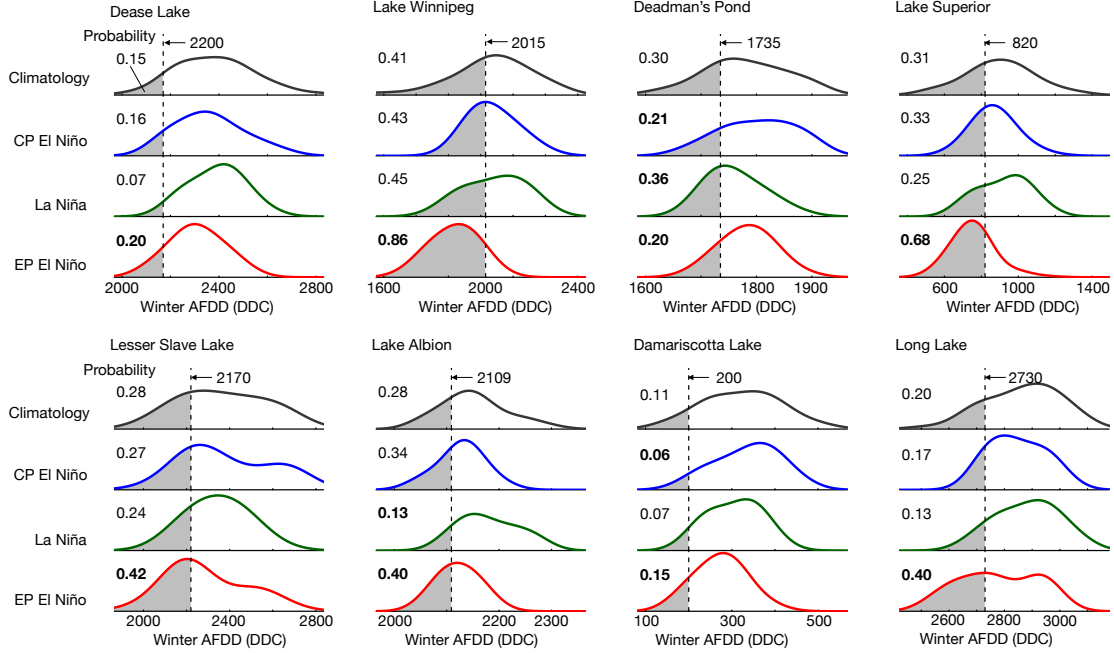 Dease Lake
Lake Winnipeg
Deadman's Pond
Lake Superior
Probability
2200
2015
1735
820
Climatology
0.15
0.41
0.30
0.31
CP El Niño
0.16
0.43
0.21
0.33
La Niña
0.07
0.45
0.36
0.25
EP El Niño
0.20
0.86
0.20
0.68
2000 2400 2800
1600 2000 2400
1600 1800 1900
600 1000 1400
Winter AFDD (DDC)
Winter AFDD (DDC)
Winter AFDD (DDC)
Winter AFDD (DDC)
Lesser Slave Lake
Lake Albion
Damariscotta Lake
Long Lake
Probability
2170
2109
200
2730
Climatology
0.28
0.28
0.11
0.20
CP El Niño
0.27
0.34
0.06
0.17
La Niña
0.24
0.13
0.07
0.13
EP El Niño
0.42
0.40
0.15
0.40
2000 2400 2800
2000 2200 2300
100 300 500
2600 2800 3000
Winter AFDD (DDC)
Winter AFDD (DDC)
Winter AFDD (DDC)
Winter AFDD (DDC)